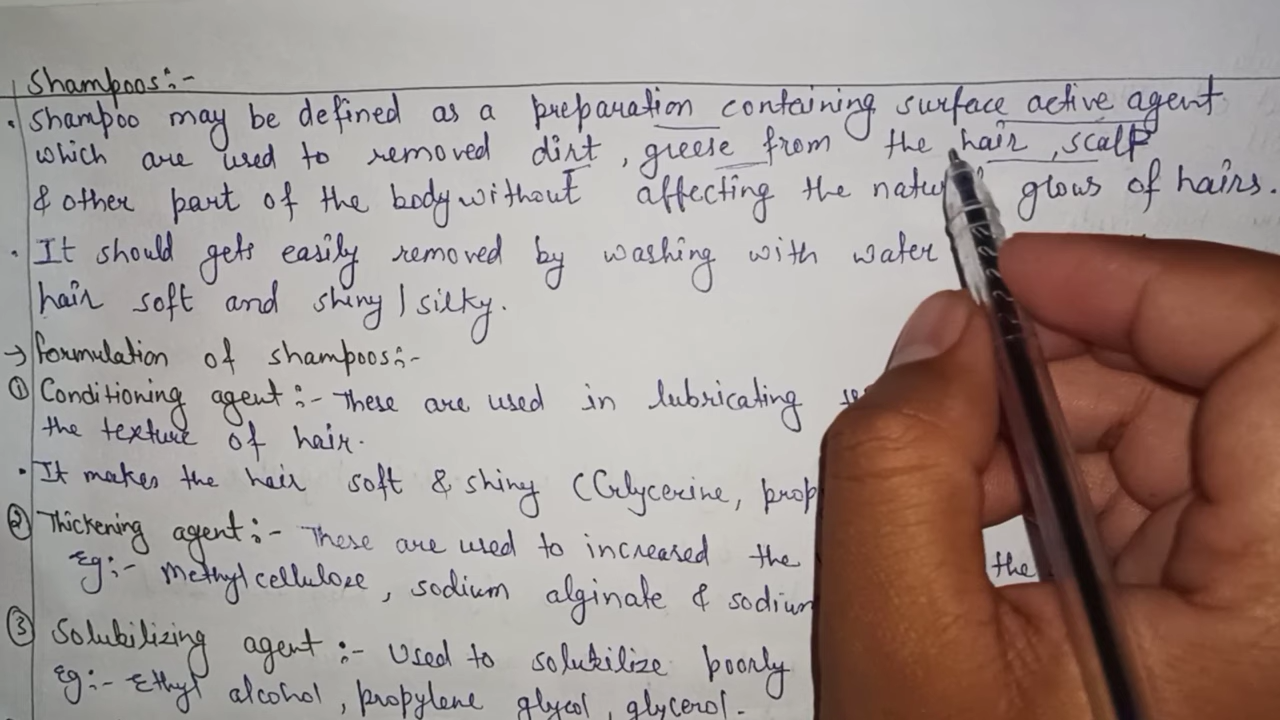 Shampoos:-
• Shampoo may be defined as a preparation containing surface active agent
which are used to removed dirt, greese from the hair, scalp
& other part of the body without affecting the glows of hairs.
• It should gets easily removed by washing with water
hair soft and shiny / silky.
→ formulation of shampoos:-
① Conditioning agent:- These are used in lubricating
the texture of hair.
• It makes the hair soft & shiny (Glycerine,
② Thickening agent:- These are used to increased the the
Eg:- Methylcellulose, sodium alginate & sodium
③ Solubilizing agent:- Used to solubilize poorly
Eg:- Ethyl alcohol, propylene glycol, glycerol.